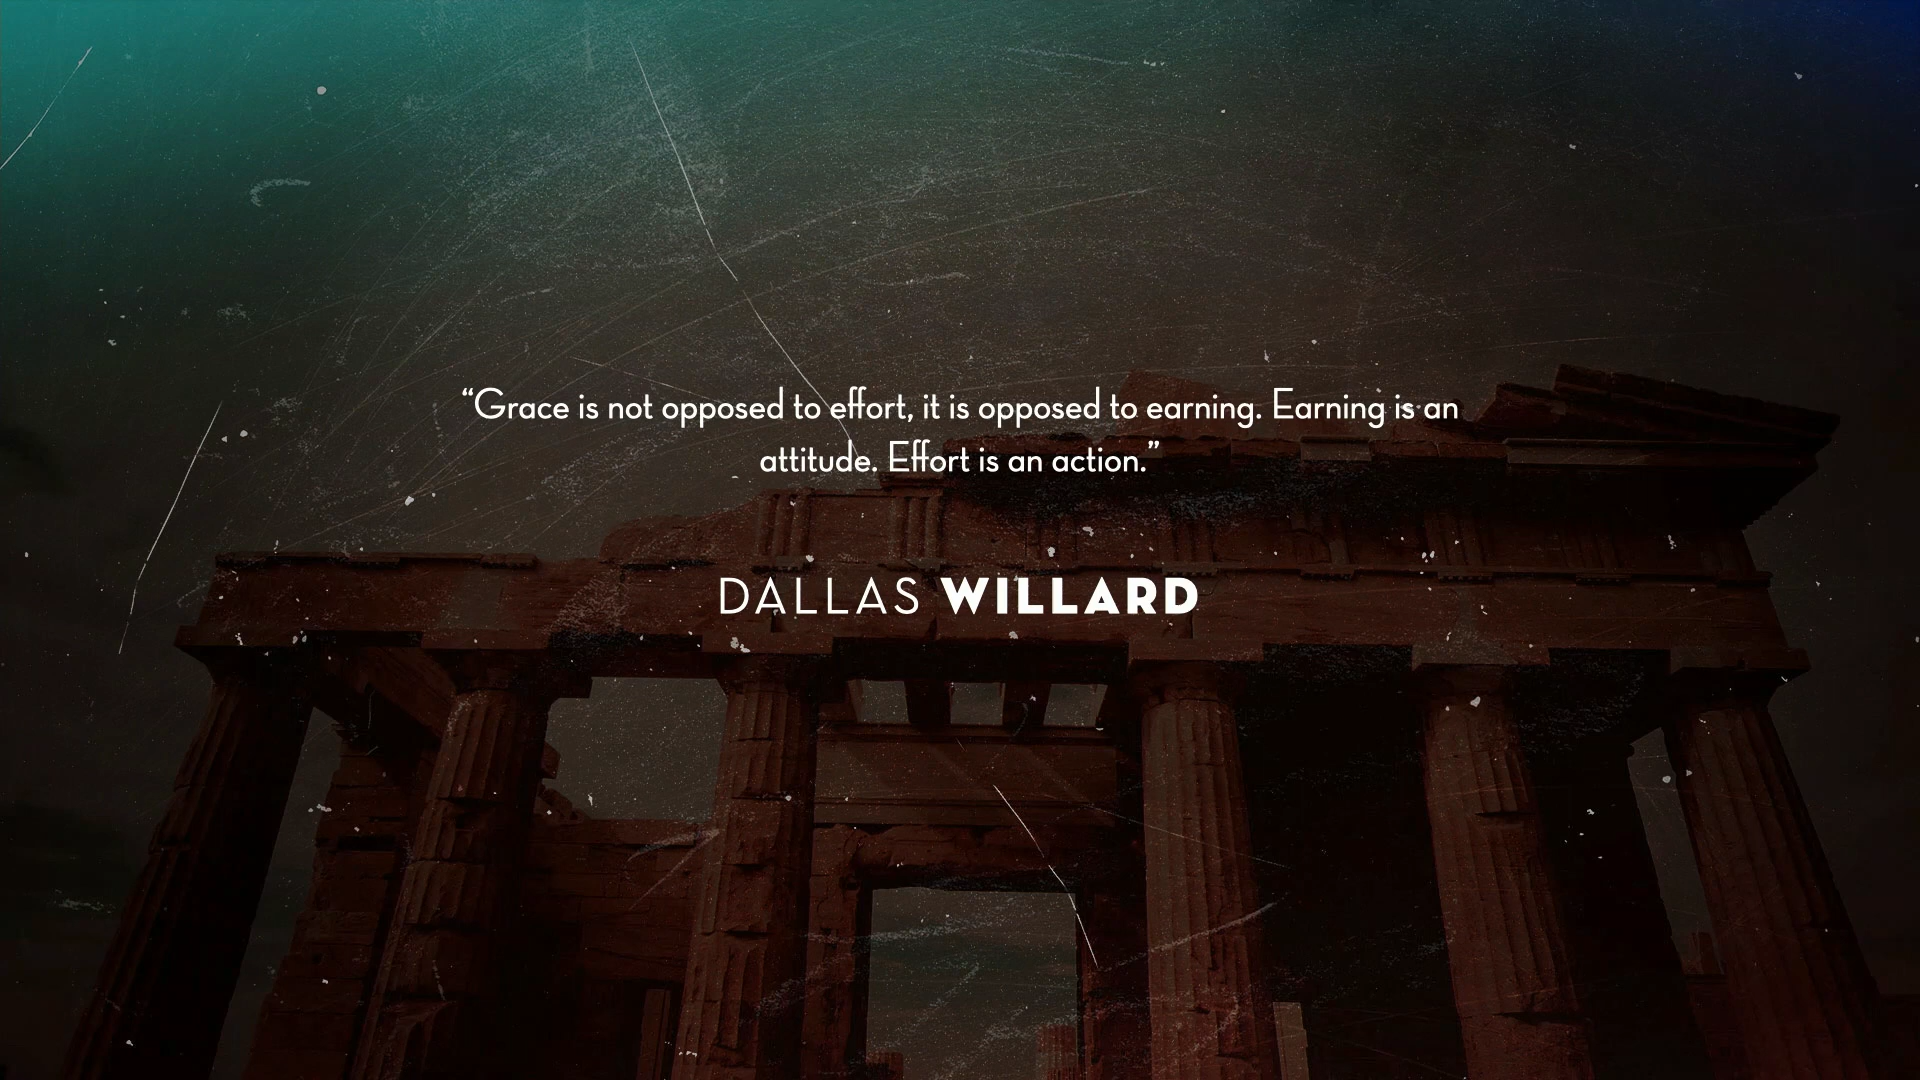 “Grace is not opposed to effort, it is opposed to earning. Earning is an
attitude. Effort is an action.”
DALLAS WILLARD